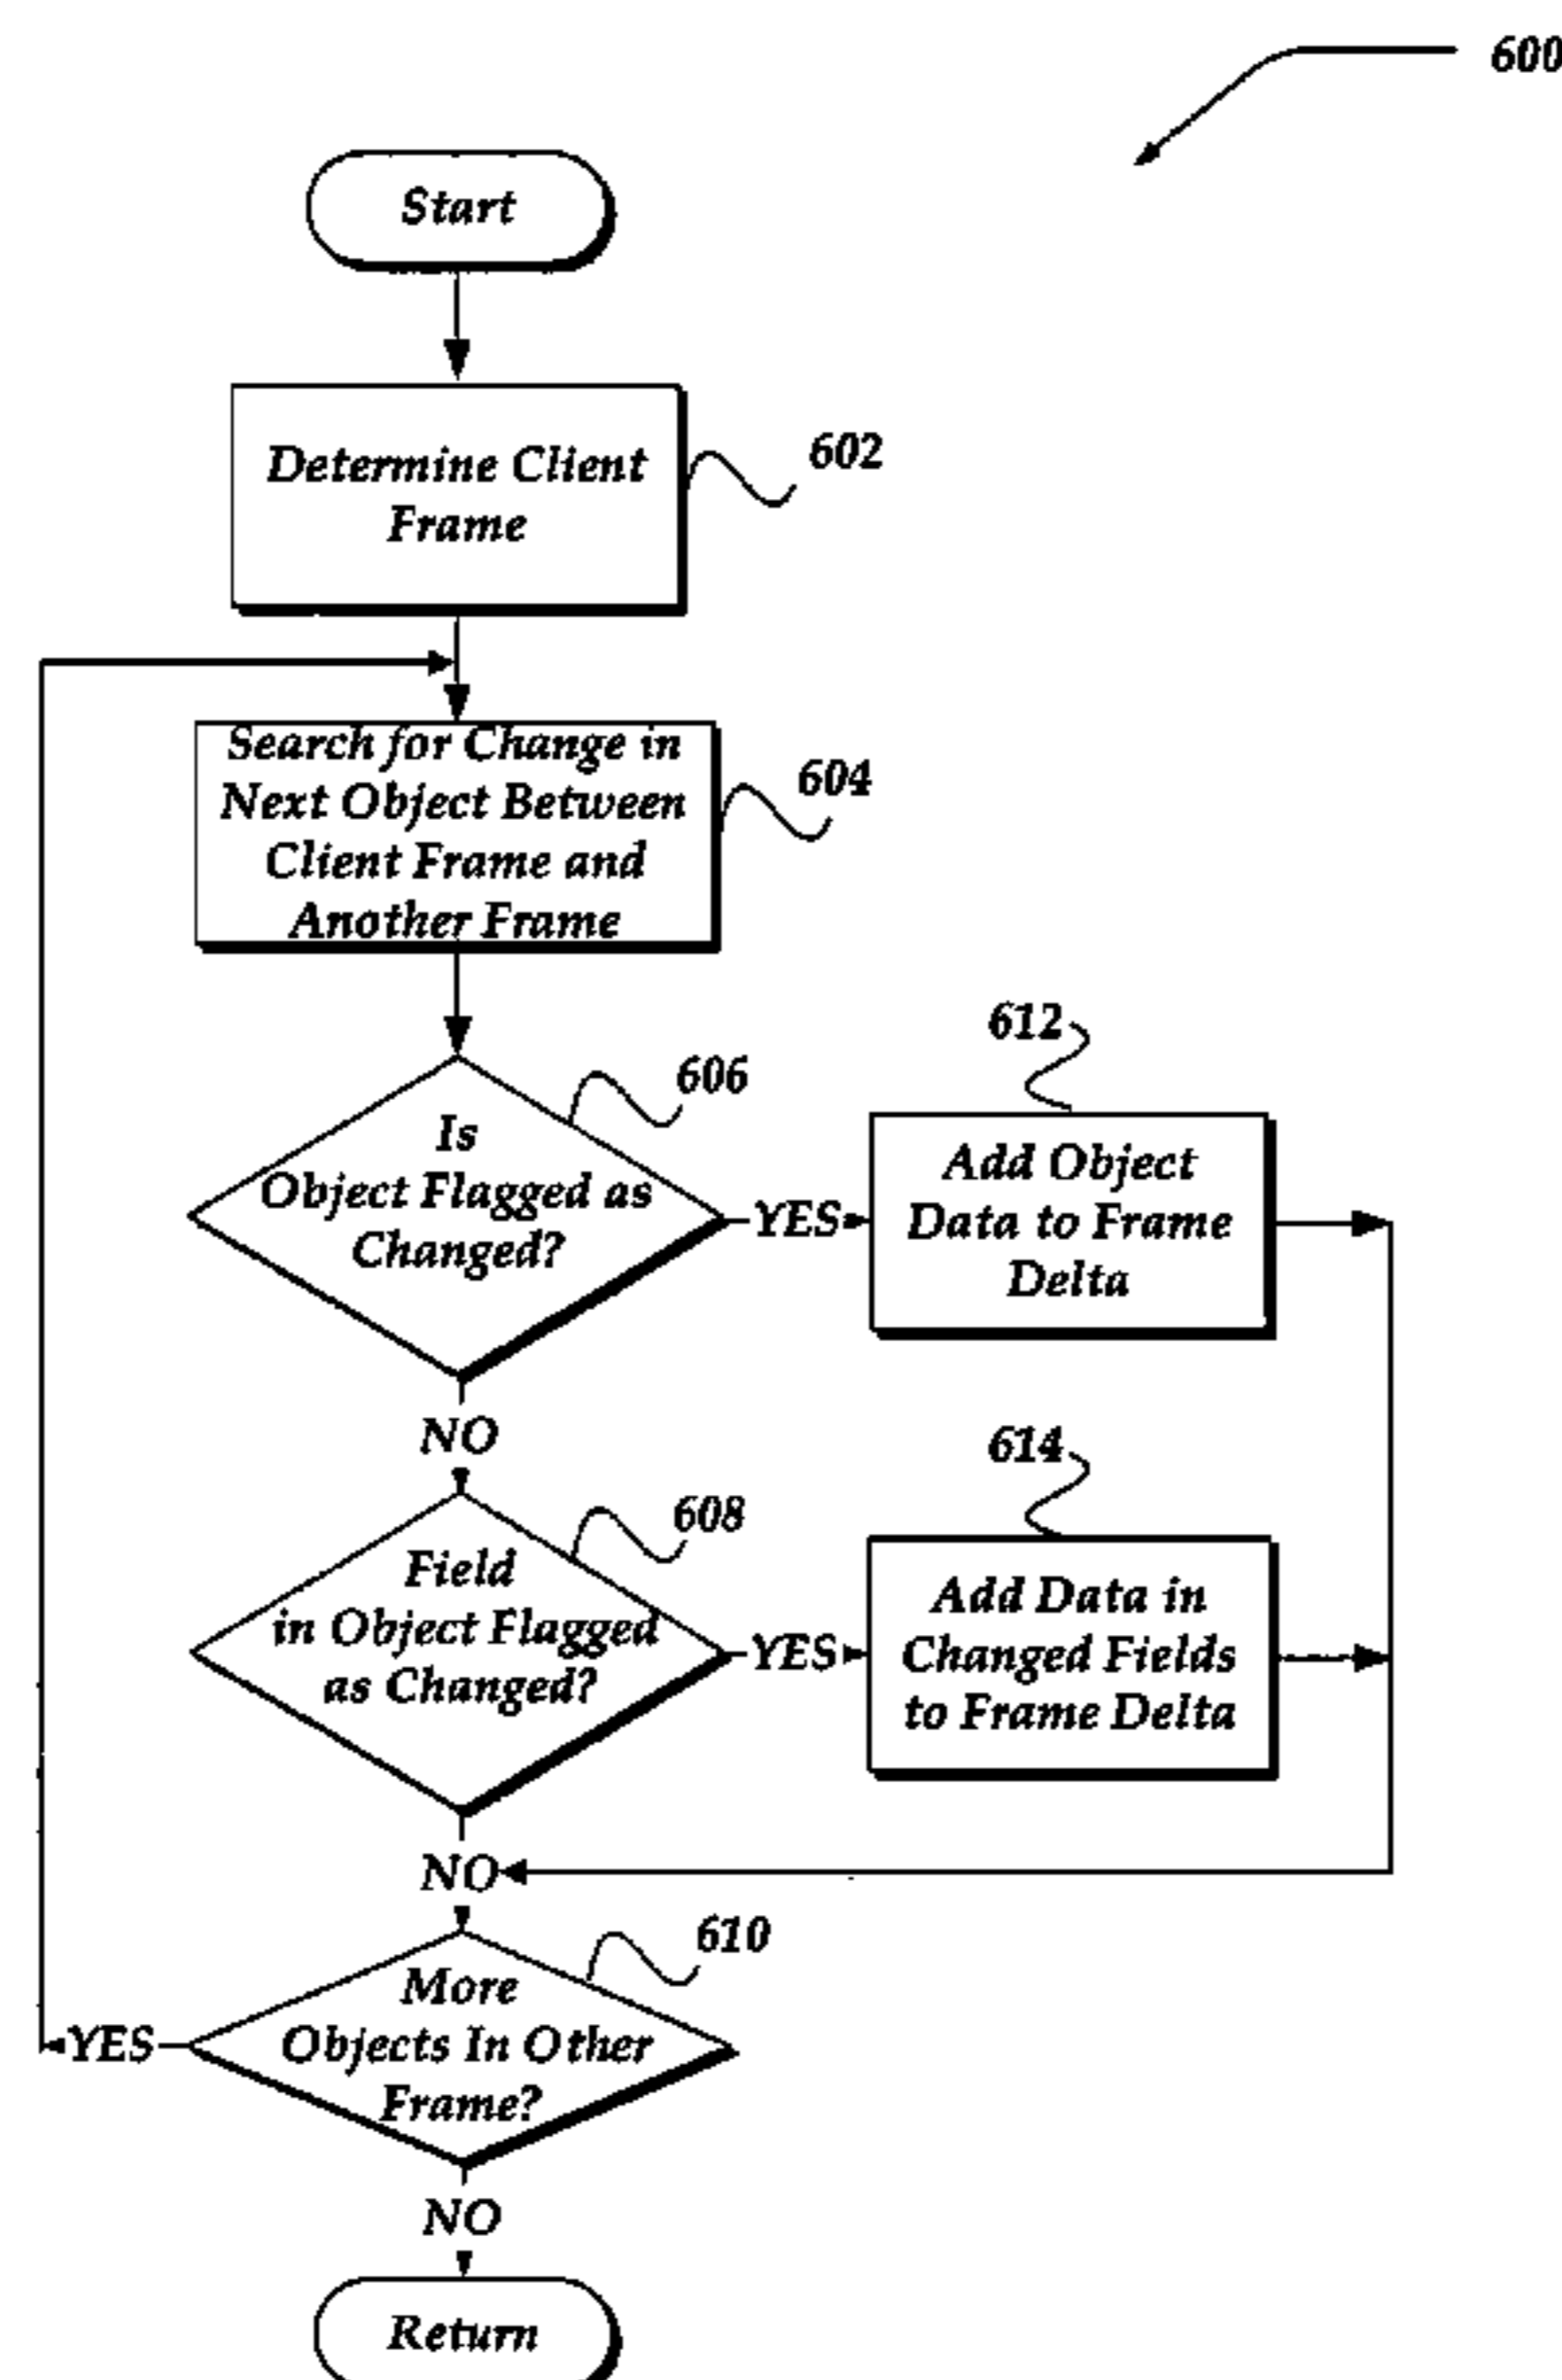 600
Start
Determine Client
Frame
602
Search for Change in
Next Object Between
Client Frame and
Another Frame
604
606
Is
Object Flagged as
Changed?
YES
612
Add Object
Data to Frame
Delta
NO
608
Field
in Object Flagged
as Changed?
YES
614
Add Data in
Changed Fields
to Frame Delta
NO
610
More
Objects In Other
Frame?
YES
NO
Return